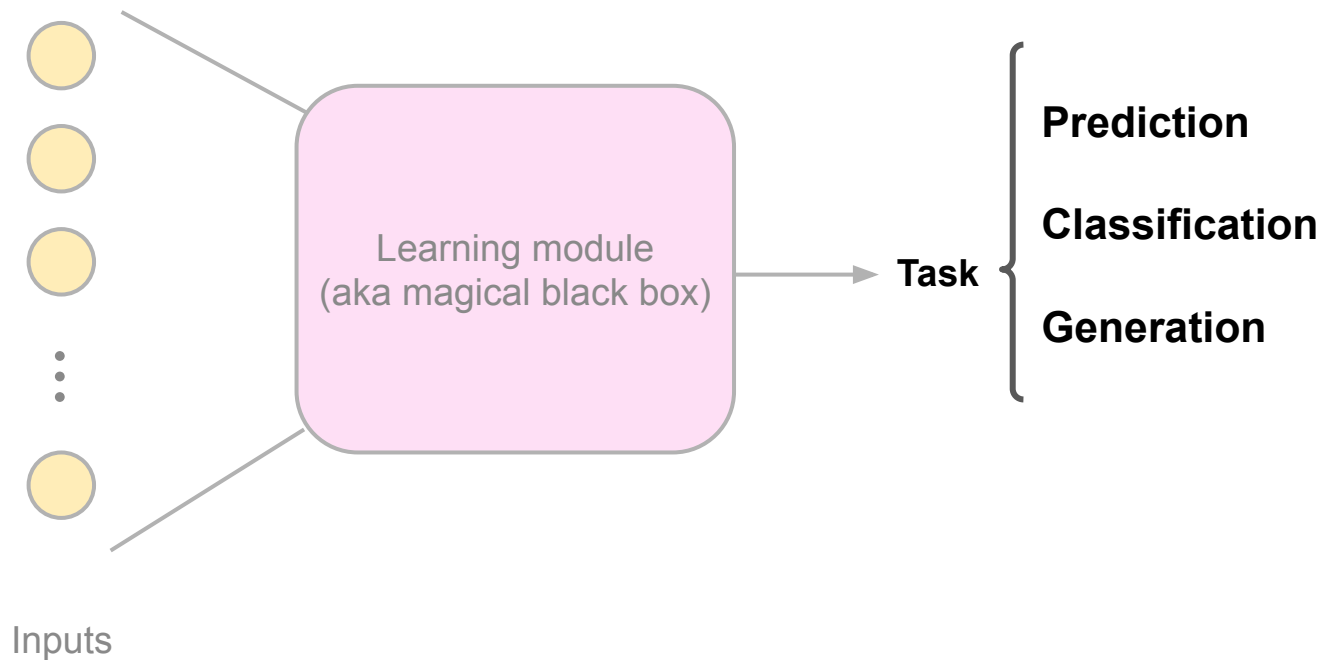 Learning module
(aka magical black box)
Task
Prediction
Classification
Generation
Inputs